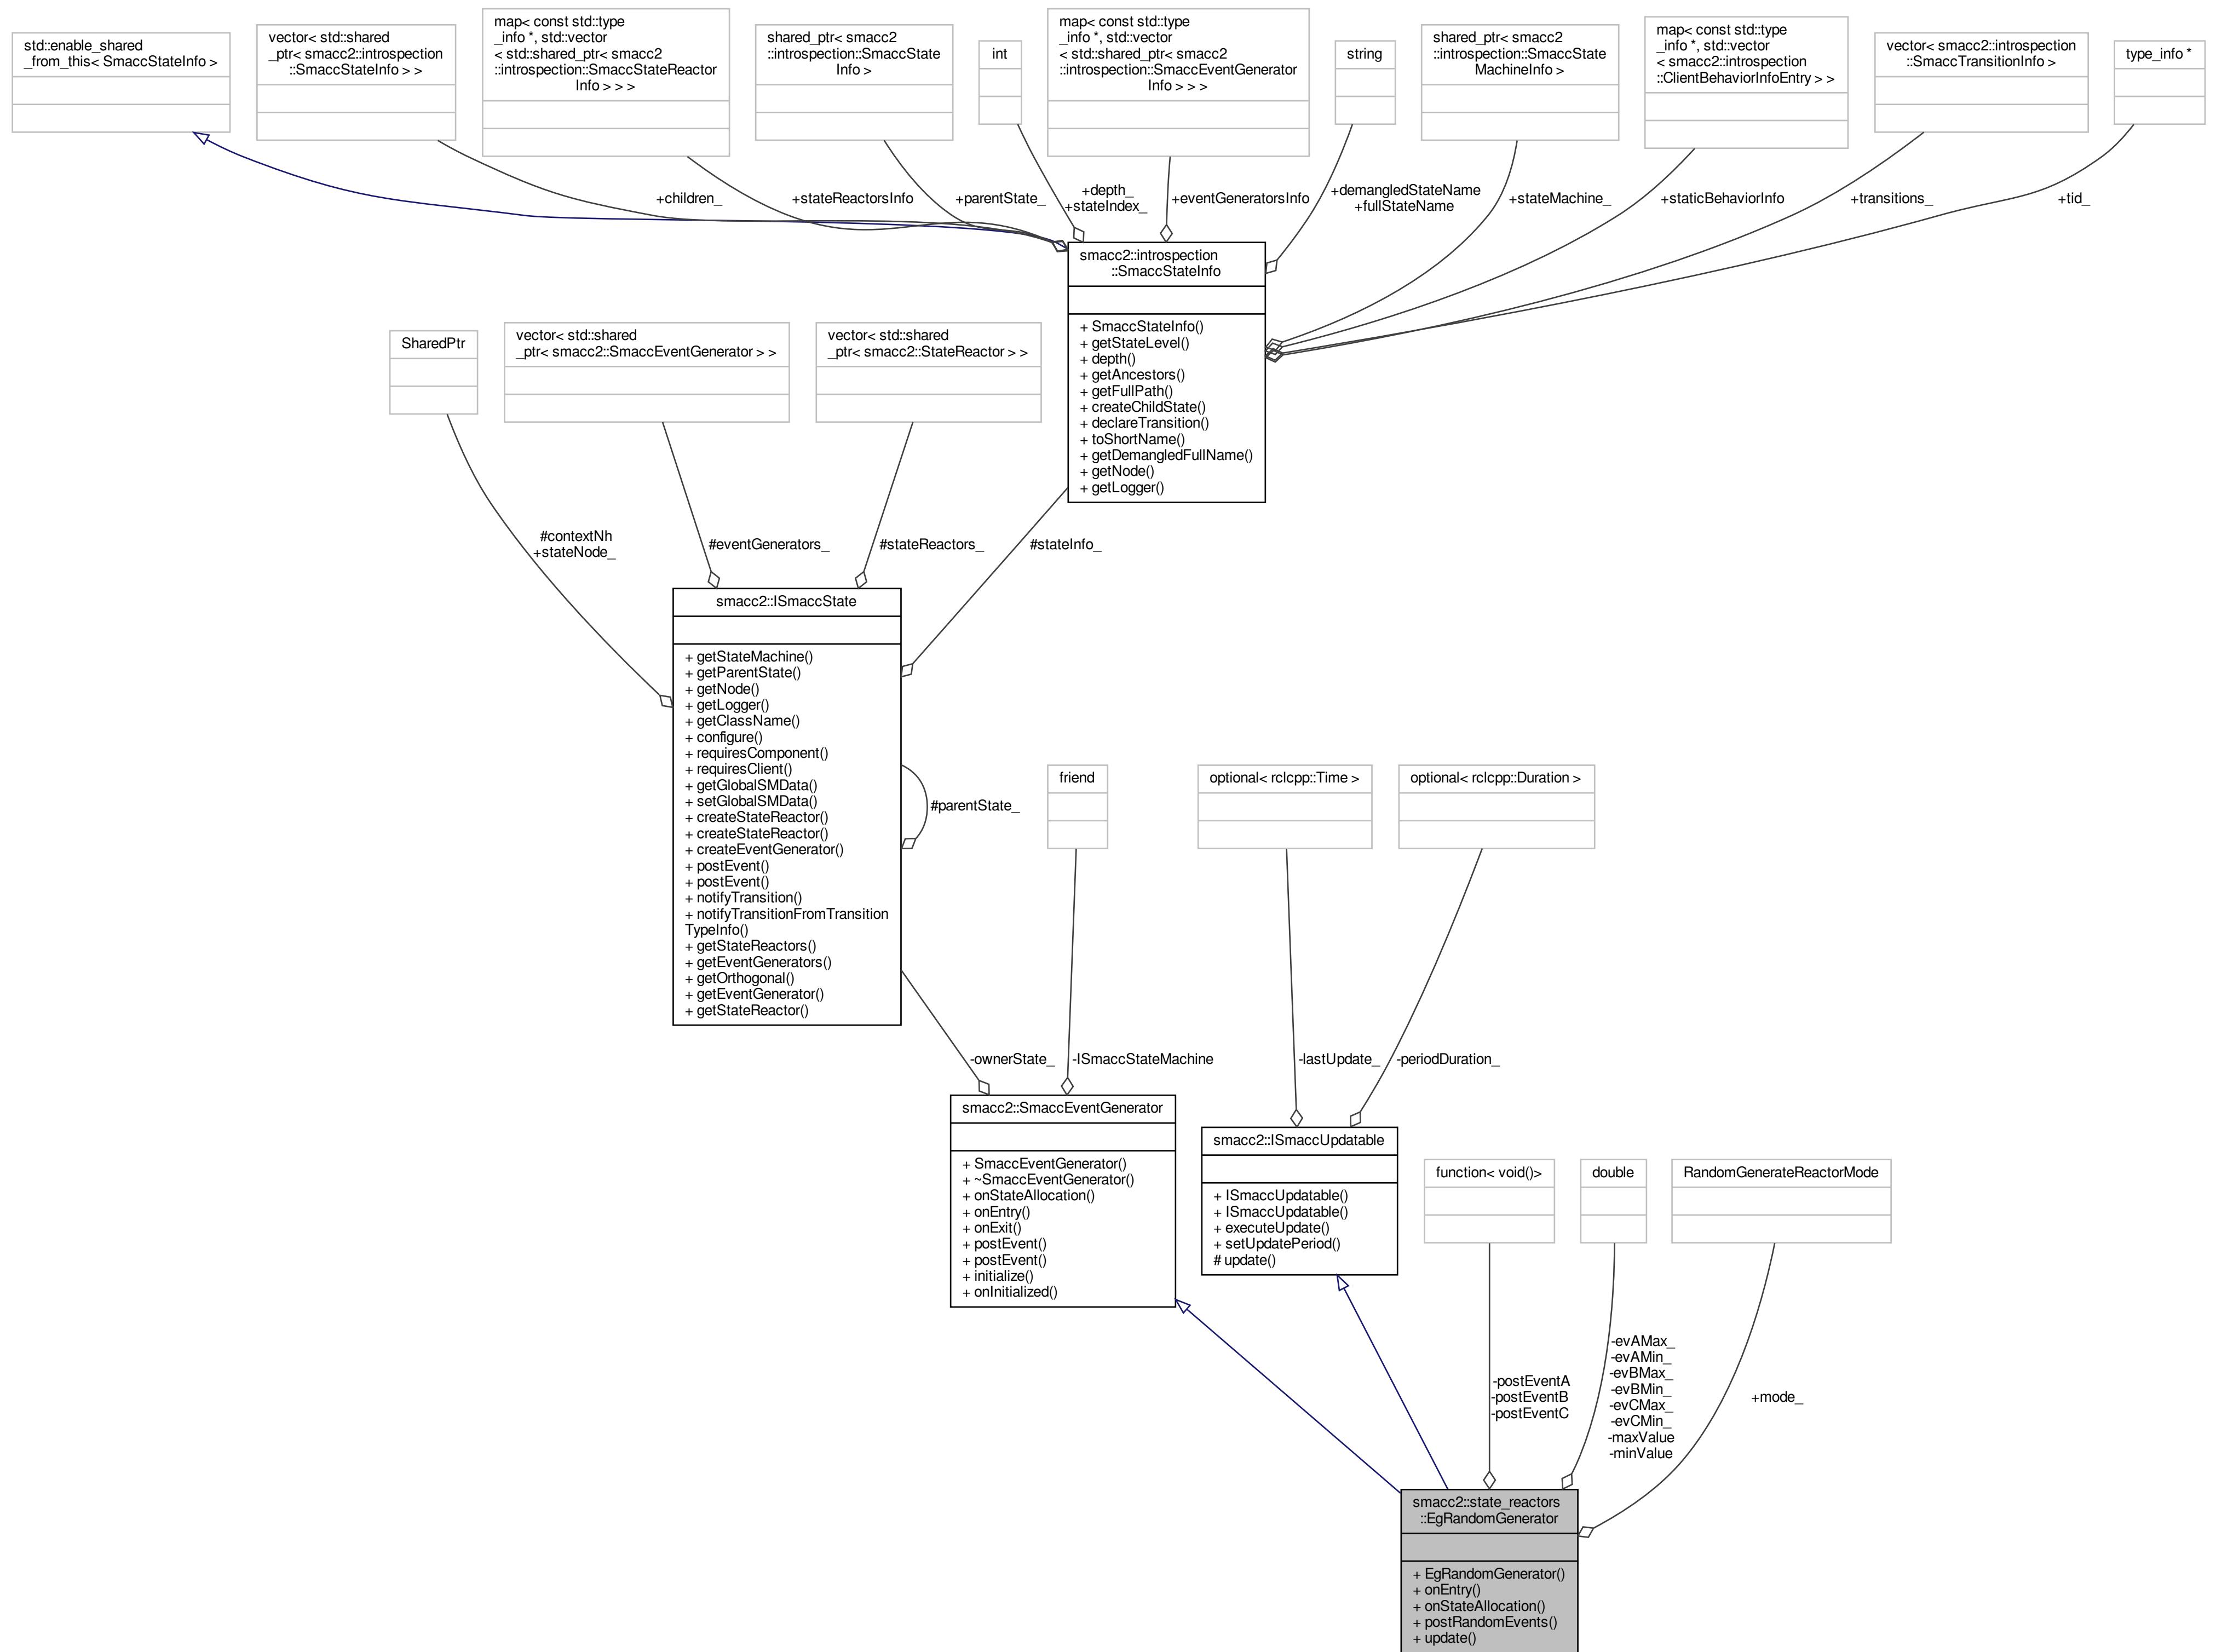 std::enable_shared
_from_this< SmaccStateInfo >
vector< std::shared
_ptr< smacc2::introspection
::SmaccStateInfo > >
map< const std::type
_info *, std::vector
< std::shared_ptr< smacc2
::introspection::SmaccStateReactor
Info > > >
shared_ptr< smacc2
::introspection::SmaccState
Info >
int
map< const std::type
_info *, std::vector
< std::shared_ptr< smacc2
::introspection::SmaccEventGenerator
Info > > >
string
shared_ptr< smacc2
::introspection::SmaccState
MachineInfo >
map< const std::type
_info *, std::vector
< smacc2::introspection
::ClientBehaviorInfoEntry > >
vector< smacc2::introspection
::SmaccTransitionInfo >
type_info *
+children_
+stateReactorsInfo
+parentState_
+depth_
+stateIndex_
+eventGeneratorsInfo
+demangledStateName
+fullStateName
+stateMachine_
+staticBehaviorInfo
+transitions_
+tid_
smacc2::introspection
::SmaccStateInfo
+ SmaccStateInfo()
+ getStateLevel()
+ depth()
+ getAncestors()
+ getFullPath()
+ createChildState()
+ declareTransition()
+ toShortName()
+ getDemangledFullName()
+ getNode()
+ getLogger()
SharedPtr
vector< std::shared
_ptr< smacc2::SmaccEventGenerator > >
vector< std::shared
_ptr< smacc2::StateReactor > >
#contextNh
+stateNode_
#eventGenerators_
#stateReactors_
#stateInfo_
smacc2::ISmaccState
+ getStateMachine()
+ getParentState()
+ getNode()
+ getLogger()
+ getClassName()
+ configure()
+ requiresComponent()
+ requiresClient()
+ getGlobalSMData()
+ setGlobalSMData()
+ createStateReactor()
+ createStateReactor()
+ createEventGenerator()
+ postEvent()
+ postEvent()
+ notifyTransition()
+ notifyTransitionFromTransition
TypeInfo()
+ getStateReactors()
+ getEventGenerators()
+ getOrthogonal()
+ getEventGenerator()
+ getStateReactor()
#parentState_
friend
optional< rclcpp::Time >
optional< rclcpp::Duration >
-ownerState_
-ISmaccStateMachine
-lastUpdate_
-periodDuration_
smacc2::SmaccEventGenerator
+ SmaccEventGenerator()
+ ~SmaccEventGenerator()
+ onStateAllocation()
+ onEntry()
+ onExit()
+ postEvent()
+ postEvent()
+ initialize()
+ onInitialized()
smacc2::ISmaccUpdatable
+ ISmaccUpdatable()
+ ISmaccUpdatable()
+ executeUpdate()
+ setUpdatePeriod()
# update()
function< void()>
double
RandomGenerateReactorMode
-postEventA
-postEventB
-postEventC
-evAMax_
-evAMin_
-evBMax_
-evBMin_
-evCMax_
-evCMin_
-maxValue
-minValue
+mode_
smacc2::state_reactors
::EgRandomGenerator
+ EgRandomGenerator()
+ onEntry()
+ onStateAllocation()
+ postRandomEvents()
+ update()